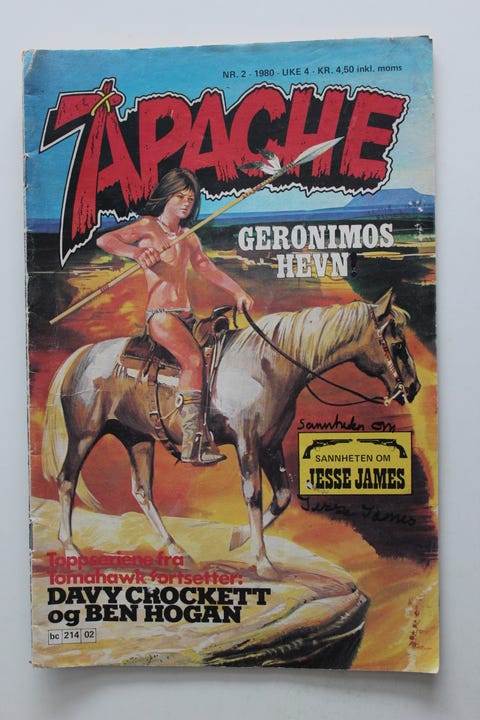 NR. 2 - 1980 - UKE 4 - KR. 4,50 inkl. moms
APACHE
GERONIMOS
HEVN!
Sannheden om
SANNHETEN OM
JESSE JAMES
Jesse James
Toppseriene fra
Tomahawk fortsetter:
DAVY CROCKETT
og BEN HOGAN
bc 214 02